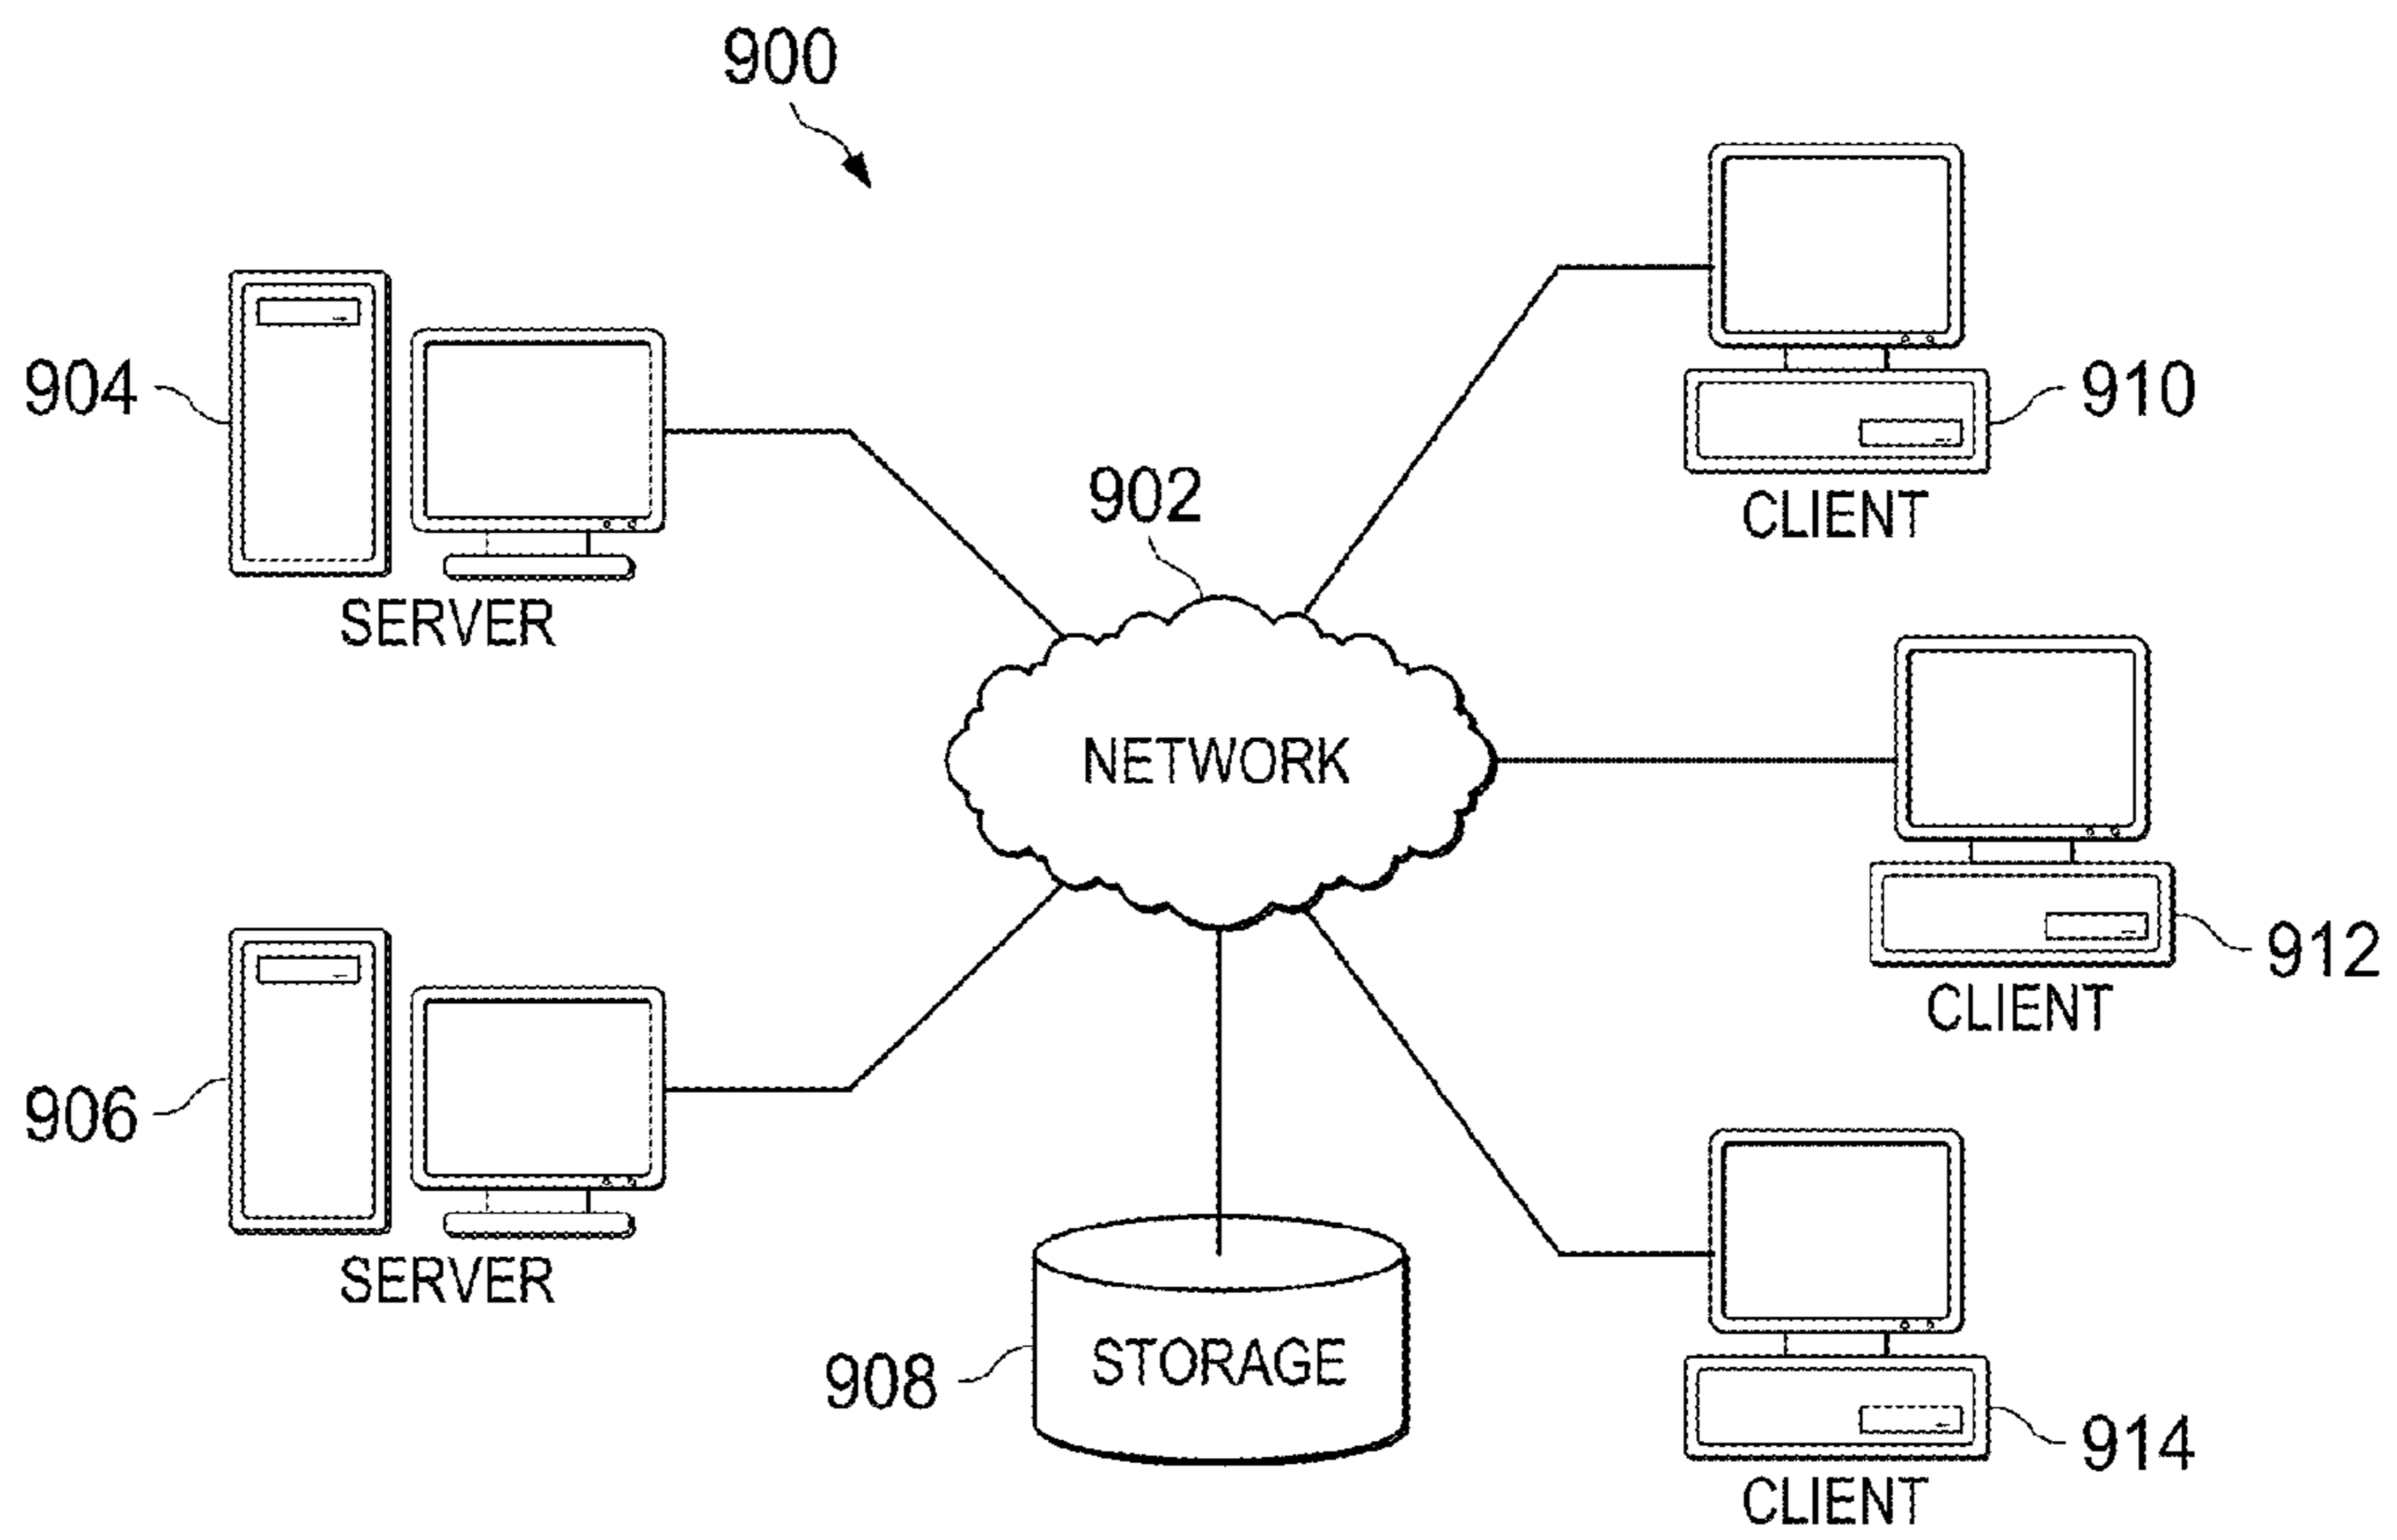 900
904
SERVER
902
NETWORK
910
CLIENT
912
CLIENT
906
SERVER
908
STORAGE
914
CLIENT